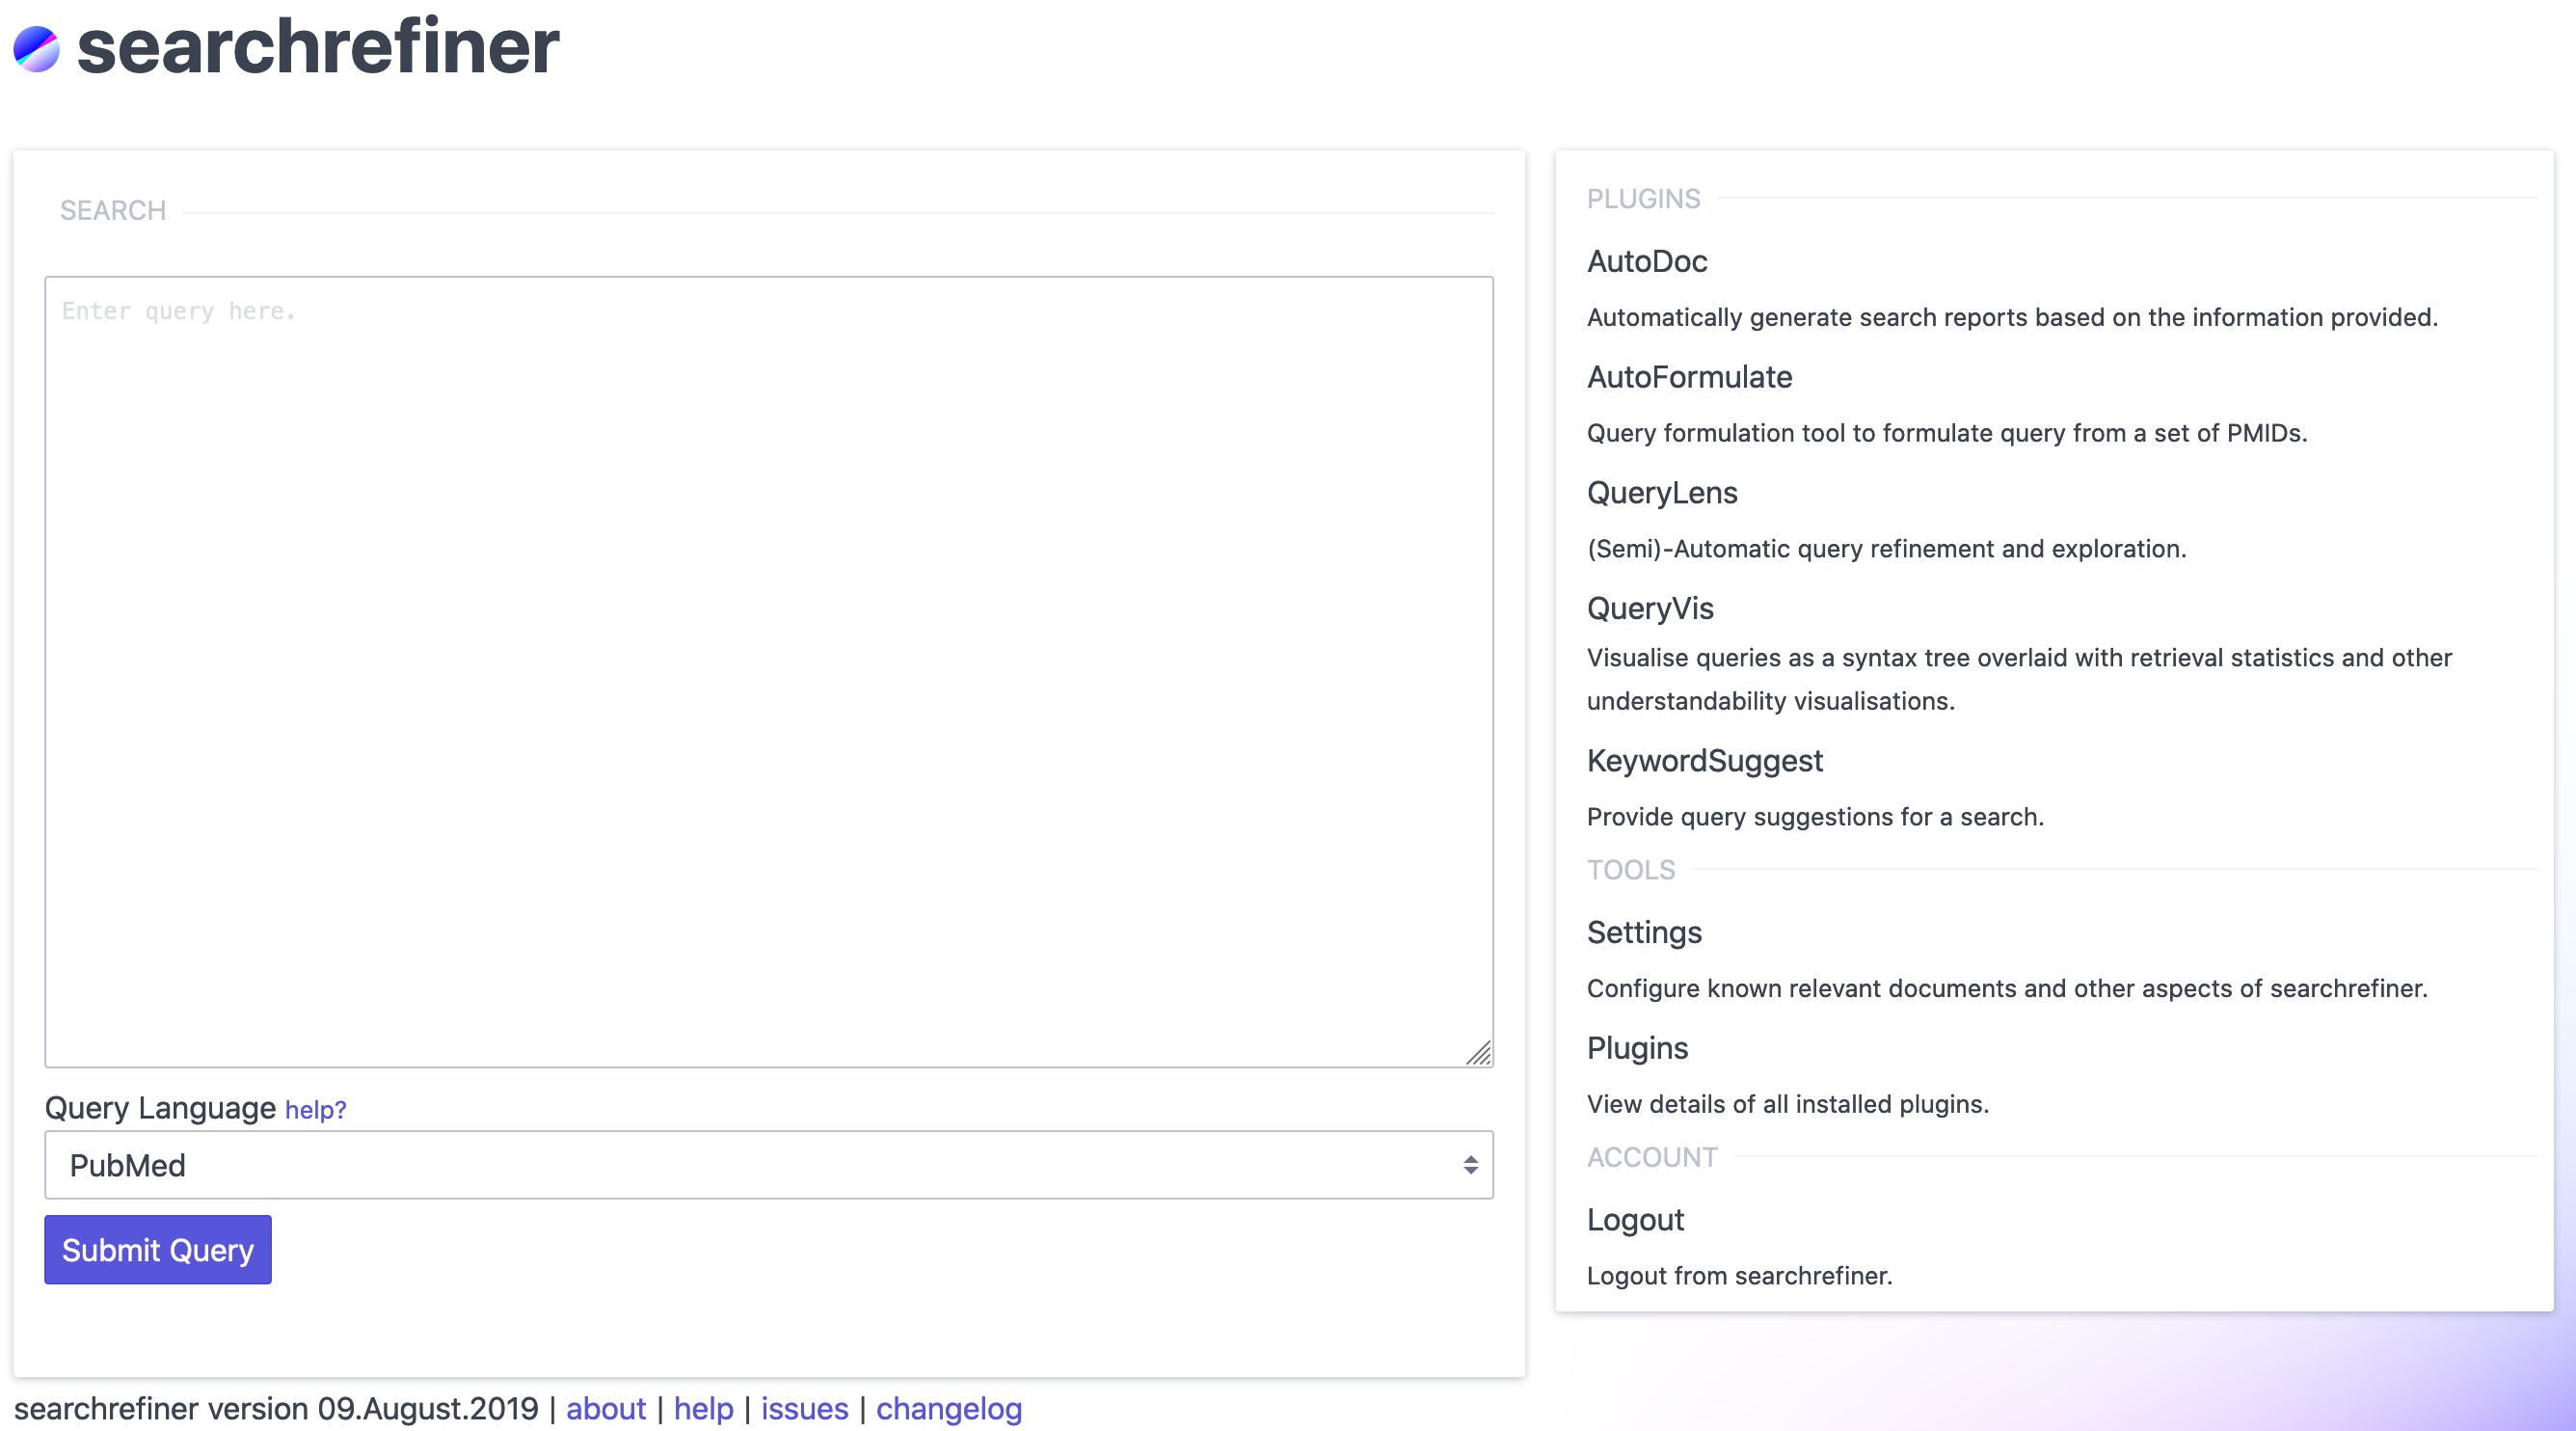 searchrefiner
SEARCH
Enter query here.
Query Language help?
PubMed
Submit Query
PLUGINS
AutoDoc
Automatically generate search reports based on the information provided.
AutoFormulate
Query formulation tool to formulate query from a set of PMIDs.
QueryLens
(Semi)-Automatic query refinement and exploration.
QueryVis
Visualise queries as a syntax tree overlaid with retrieval statistics and other
understandability visualisations.
KeywordSuggest
Provide query suggestions for a search.
TOOLS
Settings
Configure known relevant documents and other aspects of searchrefiner.
Plugins
View details of all installed plugins.
ACCOUNT
Logout
Logout from searchrefiner.
searchrefiner version 09.August.2019 | about | help | issues | changelog